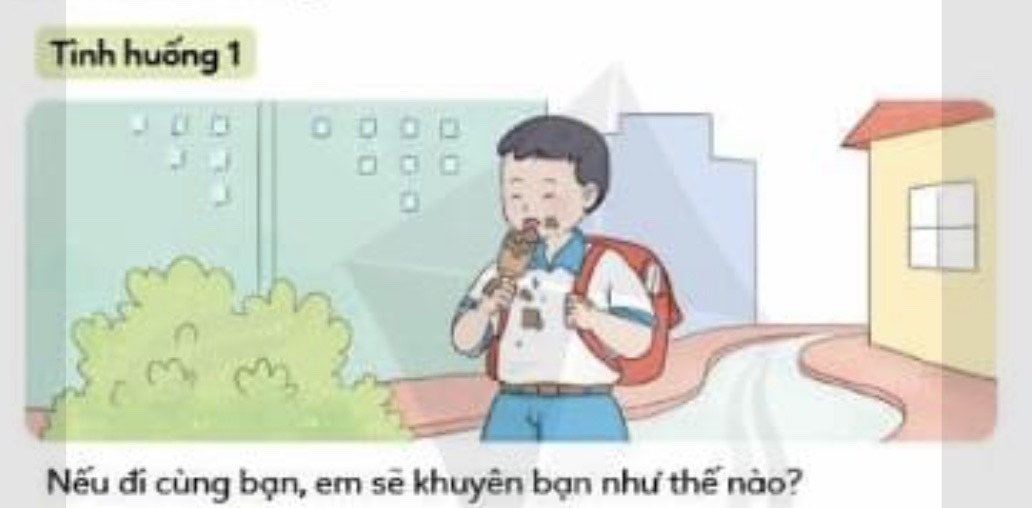 Tình huống 1
Nếu đi cùng bạn, em sẽ khuyên bạn như thế nào?